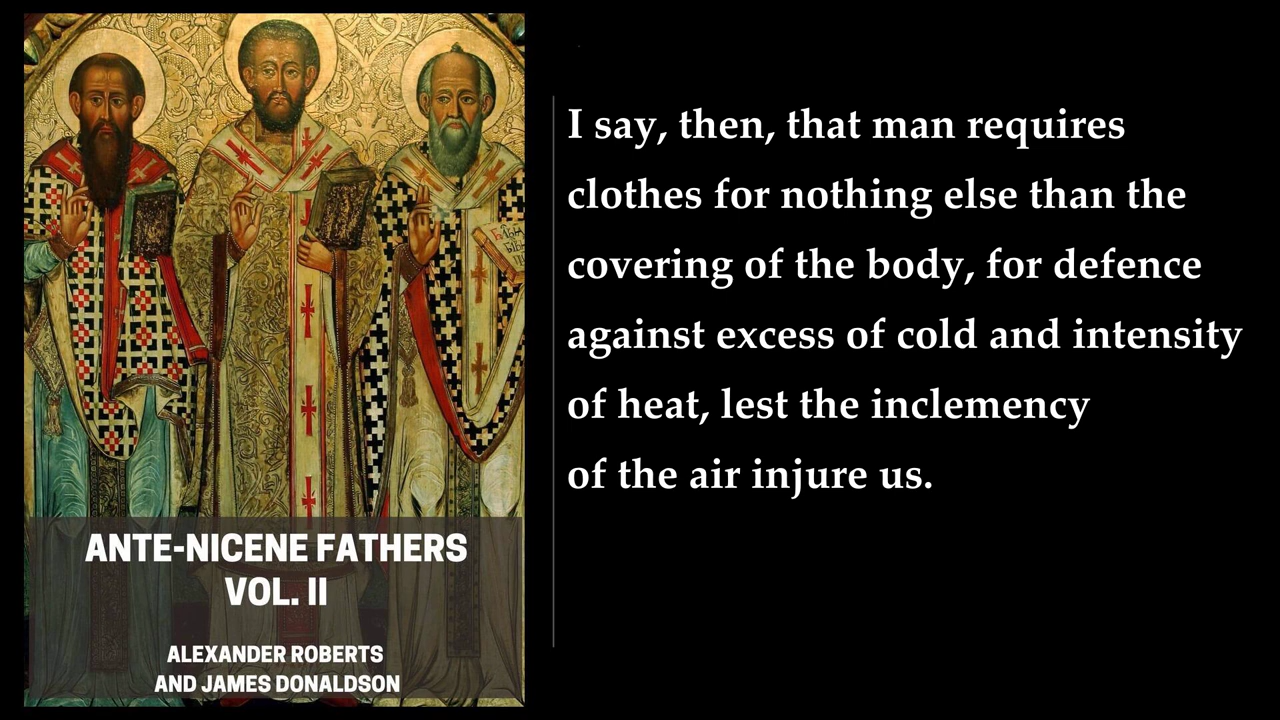 I say, then, that man requires
clothes for nothing else than the
covering of the body, for defence
against excess of cold and intensity
of heat, lest the inclemency
of the air injure us.
ANTE-NICENE FATHERS
VOL. II
ALEXANDER ROBERTS
AND JAMES DONALDSON